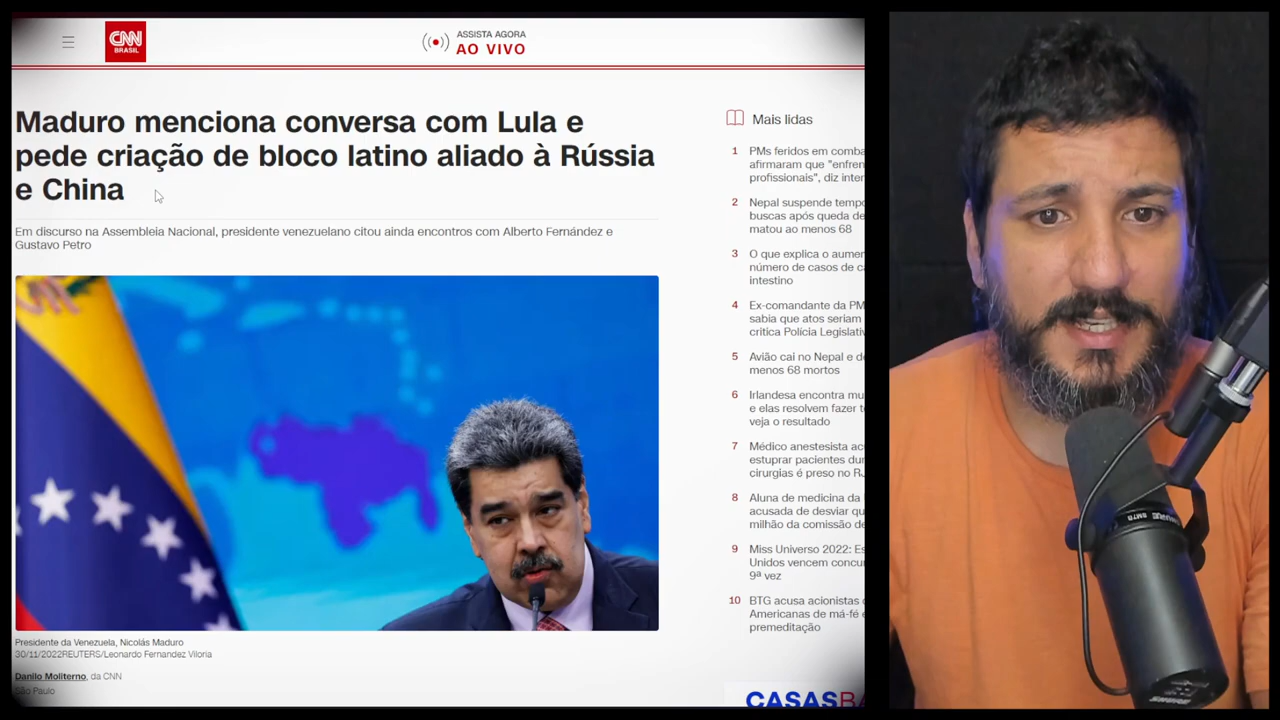 CNN
BRASIL
ASSISTA AGORA
AO VIVO
Maduro menciona conversa com Lula e
pede criação de bloco latino aliado à Rússia
e China
Em discurso na Assembleia Nacional, presidente venezuelano citou ainda encontros com Alberto Fernández e
Gustavo Petro
Presidente da Venezuela, Nicolás Maduro
30/11/2022REUTERS/Leonardo Fernandez Viloria
Danilo Moliterno, da CNN
São Paulo
Mais lidas
1 PMs feridos em comba
afirmaram que "enfren
profissionais", diz inter
2 Nepal suspende tempo
buscas após queda de
matou ao menos 68
3 O que explica o aumen
número de casos de câ
intestino
4 Ex-comandante da PM
sabia que atos seriam
critica Polícia Legislativ
5 Avião cai no Nepal e de
menos 68 mortos
6 Irlandesa encontra mu
e elas resolvem fazer t
veja o resultado
7 Médico anestesista acu
estuprar pacientes dur
cirurgias é preso no R
8 Aluna de medicina da
acusada de desviar qu
milhão da comissão de
9 Miss Universo 2022: Es
Unidos vencem concur
9ª vez
10 BTG acusa acionistas
Americanas de má-fé e
premeditação
CASASBA
SM7B